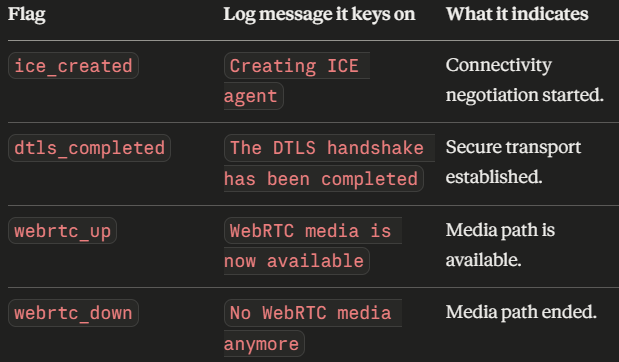 Flag Log message it keys on What it indicates
ice_created Creating ICE Connectivity
agent negotiation started.
dtls_completed The DTLS handshake Secure transport
has been completed established.
webrtc_up WebRTC media is Media path is
now available available.
webrtc_down No WebRTC media Media path ended.
anymore